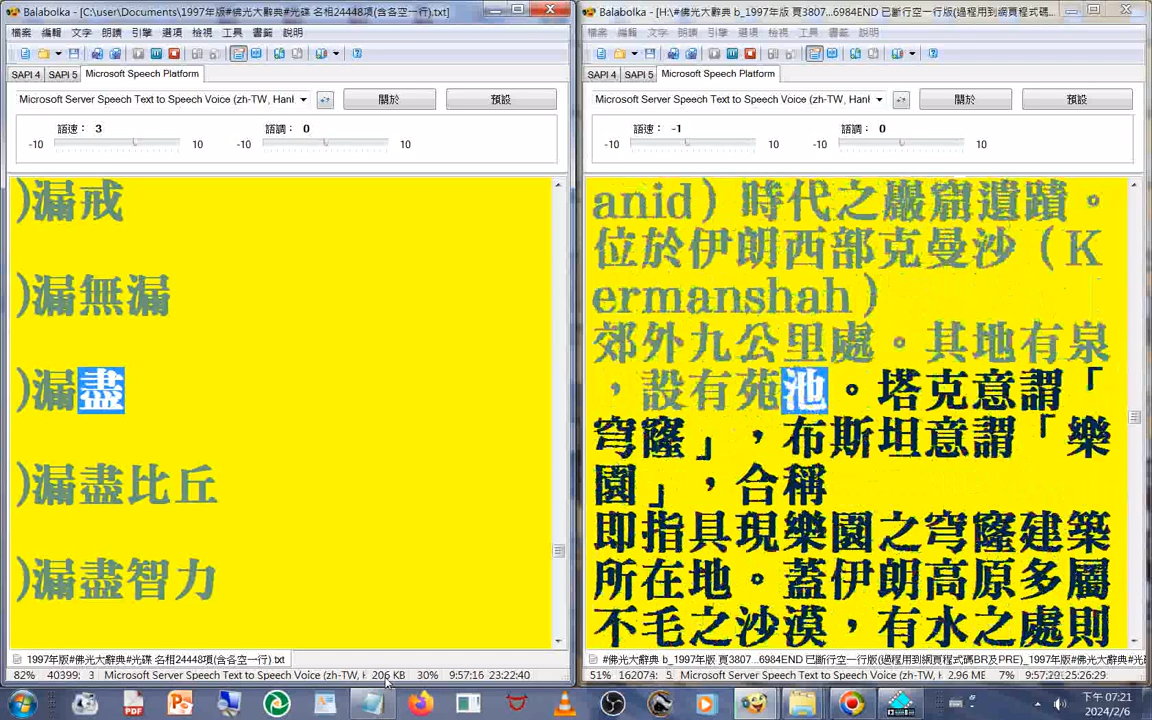 Balabolka - [C:\user\Documents\1997年版#佛光大辭典#光碟 名相24448項(含各空一行).txt]
檔案 編輯 文字 朗讀 引擎 選項 檢視 工具 書籤 說明
SAPI 4 SAPI 5 Microsoft Speech Platform
Microsoft Server Speech Text to Speech Voice (zh-TW, Hanl
關於 預設
語速： 3 語調： 0
-10 10 -10 10
)漏戒
)漏無漏
)漏盡
)漏盡比丘
)漏盡智力
1997年版#佛光大辭典#光碟 名相24448項(含各空一行).txt
82% 40399: 3 Microsoft Server Speech Text to Speech Voice (zh-TW, H 206 KB 30% 9:57:16 23:22:40
Balabolka - [H:\#佛光大辭典 b_1997年版 頁3807...6984END 已斷行空一行版(過程用到網頁程式碼
檔案 編輯 文字 朗讀 引擎 選項 檢視 工具 書籤 說明
SAPI 4 SAPI 5 Microsoft Speech Platform
Microsoft Server Speech Text to Speech Voice (zh-TW, Hanl
關於 預設
語速： -1 語調： 0
-10 10 -10 10
anid）時代之巖窟遺蹟。
位於伊朗西部克曼沙（K
ermanshah）
郊外九公里處。其地有泉
，設有苑池。塔克意謂「
穹窿」，布斯坦意謂「樂
園」，合稱
即指具現樂園之穹窿建築
所在地。蓋伊朗高原多屬
不毛之沙漠，有水之處則
#佛光大辭典 b_1997年版 頁3807...6984END 已斷行空一行版(過程用到網頁程式碼BR及PRE)_1997年版#光
51% 162074: 5 Microsoft Server Speech Text to Speech Voice (zh-TW, H 2.96 MB 7%
下午 07:21
2024/2/6